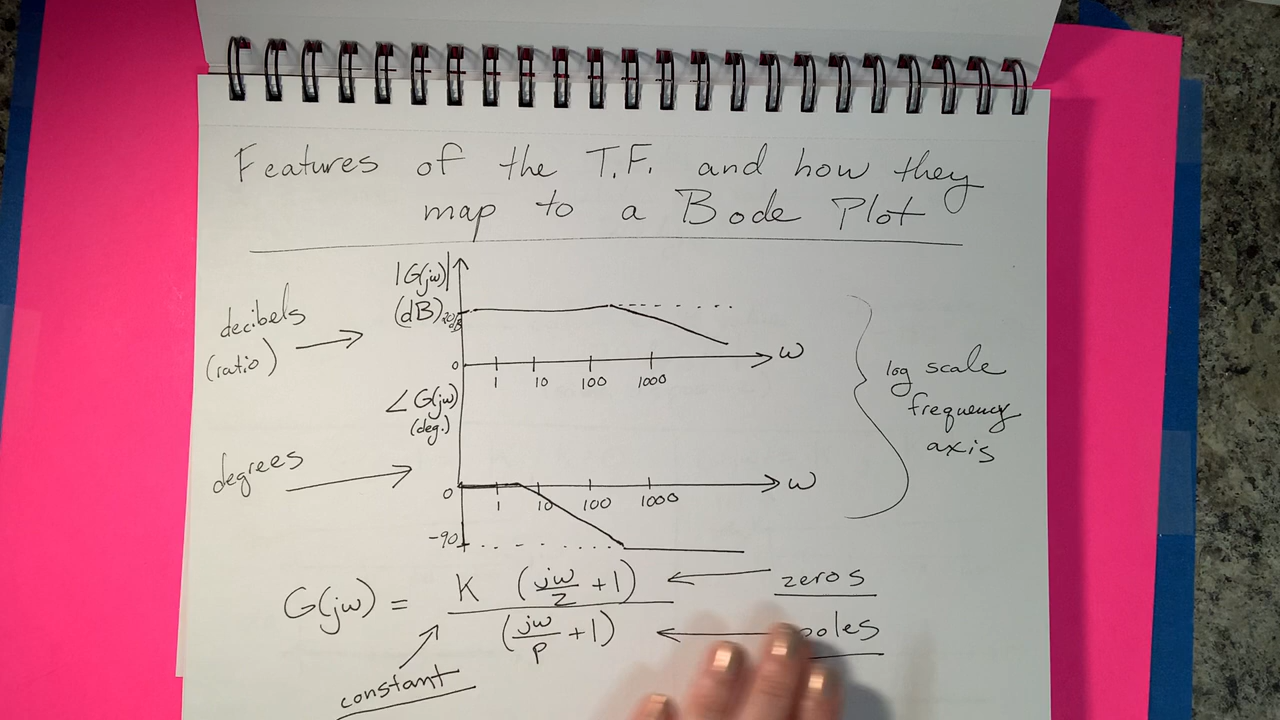 Features of the T.F. and how they
map to a Bode Plot
|G(jω)|
(dB)
20
dB
decibels
(ratio)
0
1 10 100 1000
ω
∠G(jω)
(deg.)
log scale
frequency
axis
degrees
0
1 10 100 1000
ω
-90
G(jω) = K (jω/z + 1)
(jω/p + 1)
zeros
poles
constant